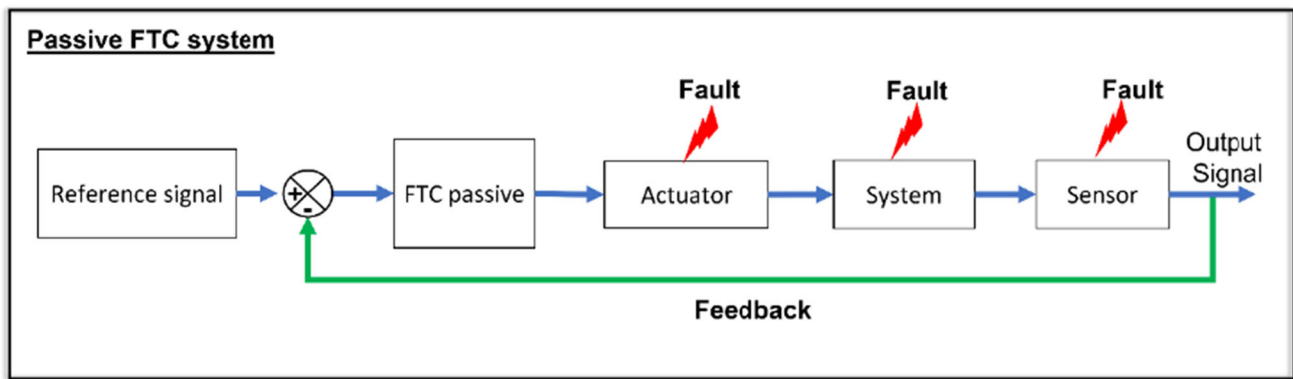 Passive FTC system
Fault
Fault
Fault
Output
Signal
Reference signal
+
-
FTC passive
Actuator
System
Sensor
Feedback